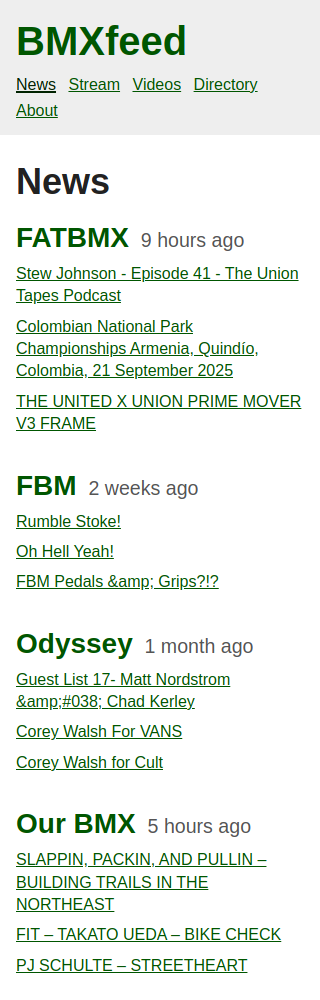 BMXfeed
News Stream Videos Directory
About
News
FATBMX 9 hours ago
Stew Johnson - Episode 41 - The Union
Tapes Podcast
Colombian National Park
Championships Armenia, Quindío,
Colombia, 21 September 2025
THE UNITED X UNION PRIME MOVER
V3 FRAME
FBM 2 weeks ago
Rumble Stoke!
Oh Hell Yeah!
FBM Pedals &amp; Grips?!?
Odyssey 1 month ago
Guest List 17- Matt Nordstrom
&amp;#038; Chad Kerley
Corey Walsh For VANS
Corey Walsh for Cult
Our BMX 5 hours ago
SLAPPIN, PACKIN, AND PULLIN –
BUILDING TRAILS IN THE
NORTHEAST
FIT – TAKATO UEDA – BIKE CHECK
PJ SCHULTE – STREETHEART